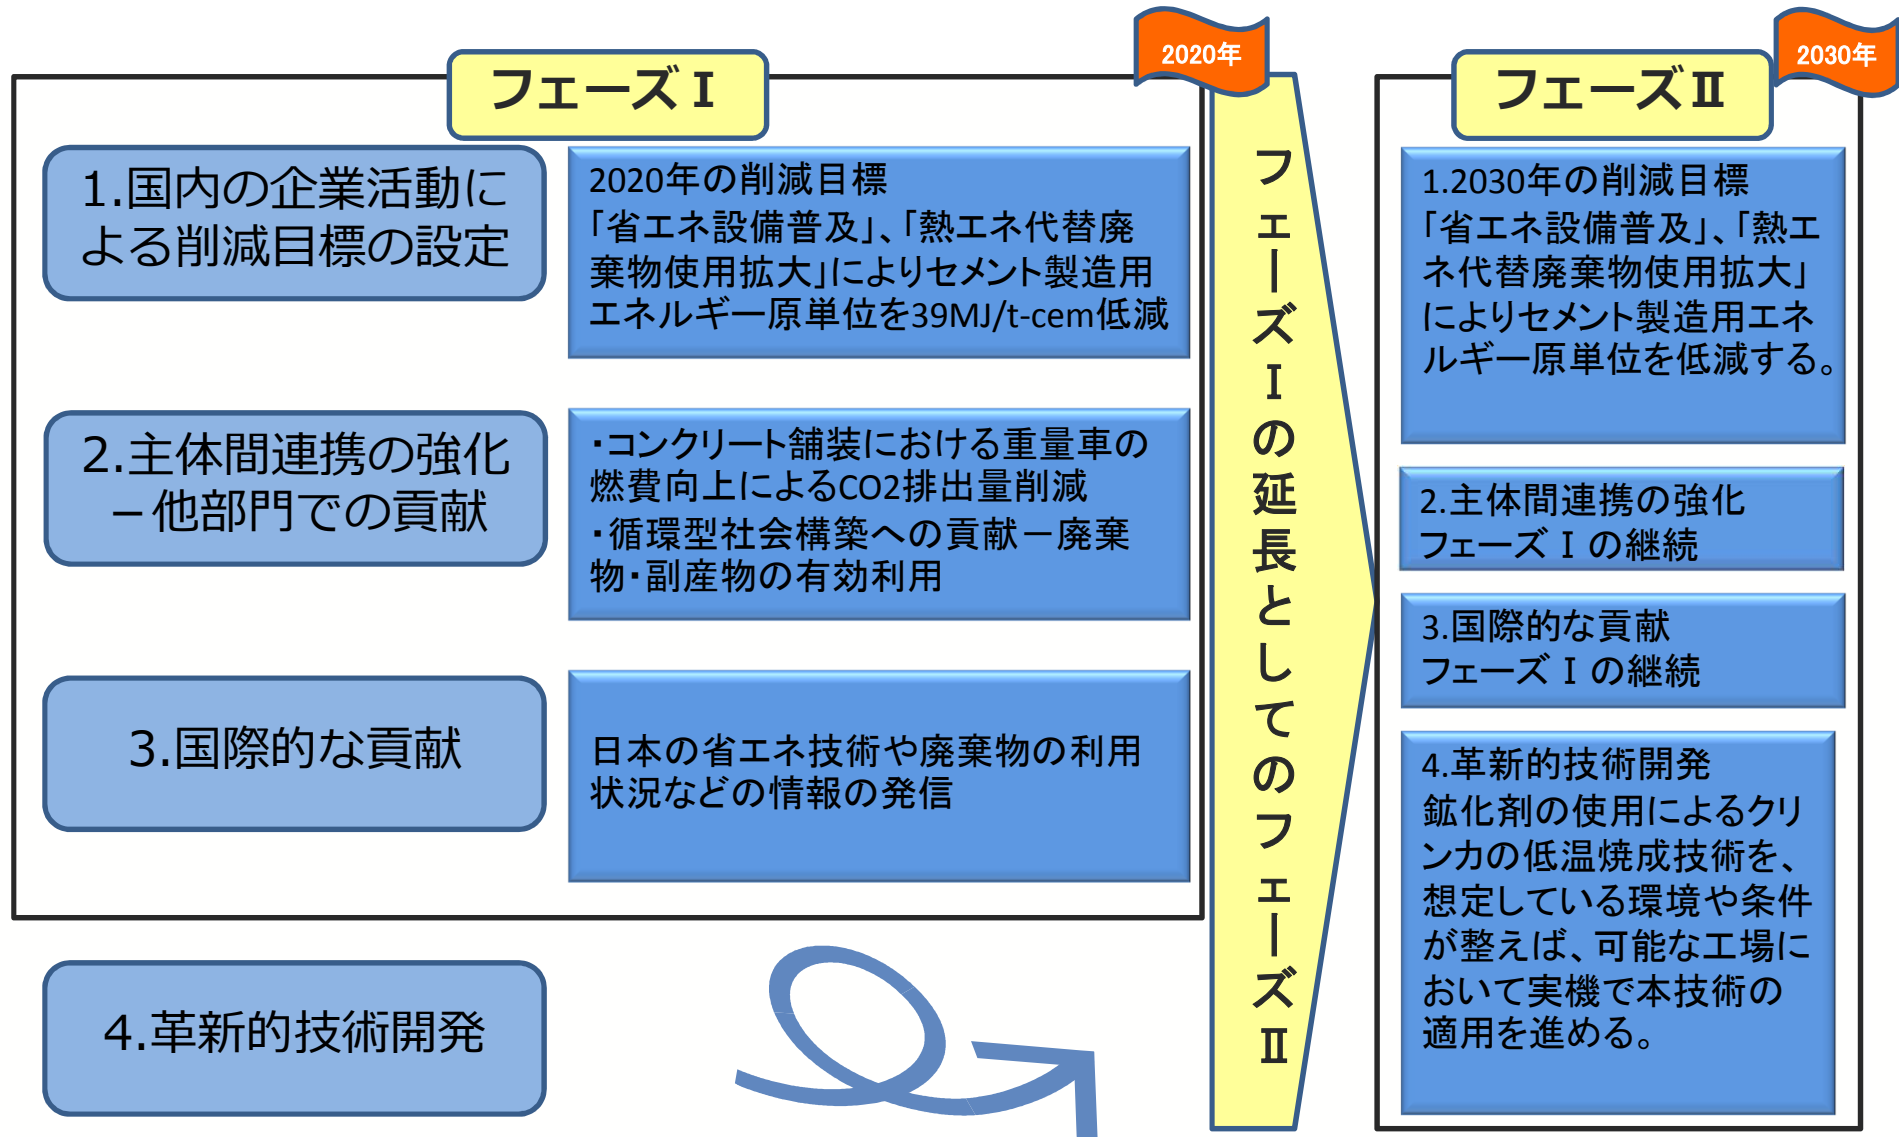 2020年
2030年
フェーズⅠ
フェーズⅡ
1.国内の企業活動に
よる削減目標の設定
2020年の削減目標
「省エネ設備普及」、「熱エネ代替廃
棄物使用拡大」によりセメント製造用
エネルギー原単位を39MJ/t-cem低減
2.主体間連携の強化
－他部門での貢献
・コンクリート舗装における重量車の
燃費向上によるCO2排出量削減
・循環型社会構築への貢献－廃棄
物・副産物の有効利用
3.国際的な貢献
日本の省エネ技術や廃棄物の利用
状況などの情報の発信
4.革新的技術開発
フェーズⅠの延長としてのフェーズⅡ
1.2030年の削減目標
「省エネ設備普及」、「熱エ
ネ代替廃棄物使用拡大」
によりセメント製造用エネ
ルギー原単位を低減する。
2.主体間連携の強化
フェーズⅠの継続
3.国際的な貢献
フェーズⅠの継続
4.革新的技術開発
鉱化剤の使用によるクリ
ンカの低温焼成技術を、
想定している環境や条件
が整えば、可能な工場に
おいて実機で本技術の
適用を進める。